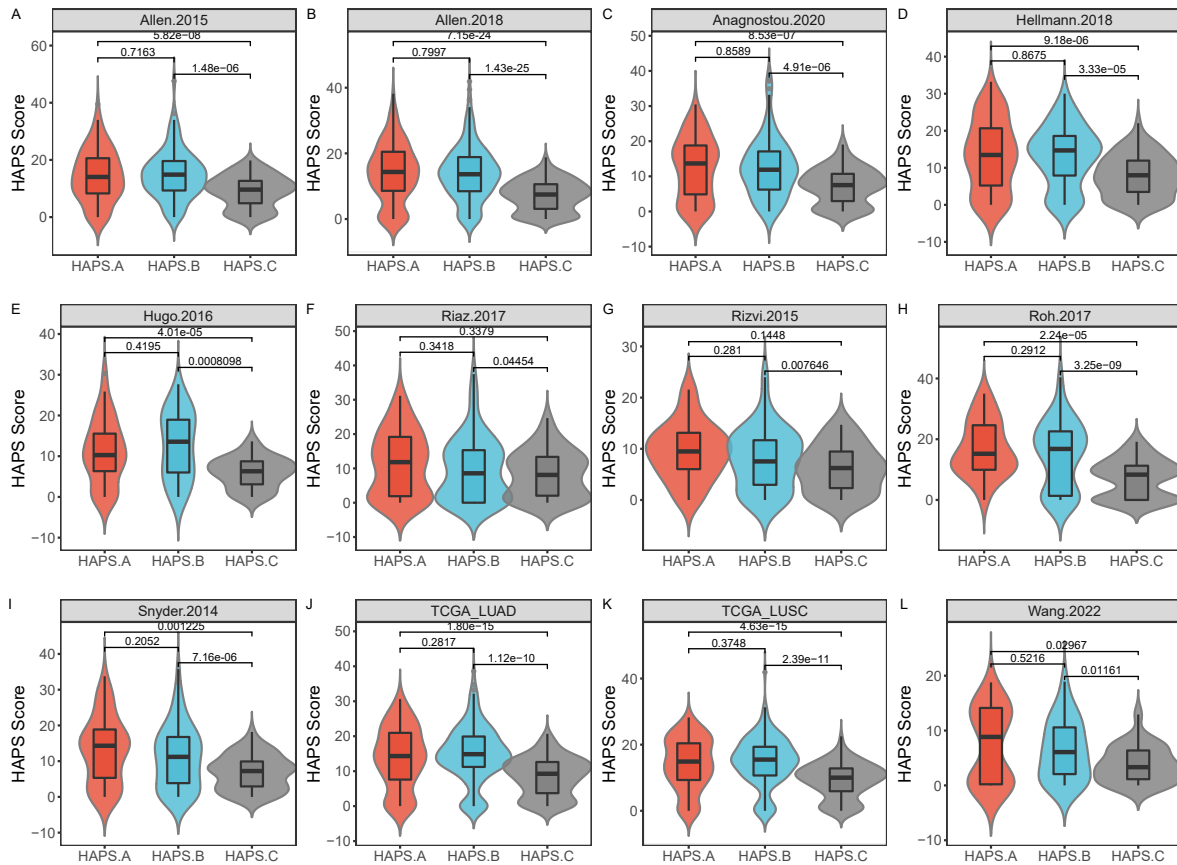 A
Allen.2015
HAPS Score
60
40
20
0
5.82e−08
0.7163
1.48e−06
HAPS.A HAPS.B HAPS.C
B
Allen.2018
HAPS Score
40
20
0
7.15e−24
0.7997
1.43e−25
HAPS.A HAPS.B HAPS.C
C
Anagnostou.2020
HAPS Score
50
40
30
20
10
0
−10
8.53e−07
0.8589
4.91e−06
HAPS.A HAPS.B HAPS.C
D
Hellmann.2018
HAPS Score
40
30
20
10
0
−10
9.18e−06
0.8675
3.33e−05
HAPS.A HAPS.B HAPS.C
E
Hugo.2016
HAPS Score
40
30
20
10
0
−10
4.01e−05
0.4195
0.0008098
HAPS.A HAPS.B HAPS.C
F
Riaz.2017
HAPS Score
50
40
30
20
10
0
−10
0.3379
0.3418
0.04454
HAPS.A HAPS.B HAPS.C
G
Rizvi.2015
HAPS Score
30
20
10
0
0.1448
0.281
0.007646
HAPS.A HAPS.B HAPS.C
H
Roh.2017
HAPS Score
40
20
0
2.24e−05
0.2912
3.25e−09
HAPS.A HAPS.B HAPS.C
I
Snyder.2014
HAPS Score
50
40
30
20
10
0
−10
0.001225
0.2052
7.16e−06
HAPS.A HAPS.B HAPS.C
J
TCGA_LUAD
HAPS Score
50
40
30
20
10
0
−10
1.80e−15
0.2817
1.12e−10
HAPS.A HAPS.B HAPS.C
K
TCGA_LUSC
HAPS Score
40
20
0
4.63e−15
0.3748
2.39e−11
HAPS.A HAPS.B HAPS.C
L
Wang.2022
HAPS Score
20
10
0
−10
0.02967
0.5216
0.01161
HAPS.A HAPS.B HAPS.C